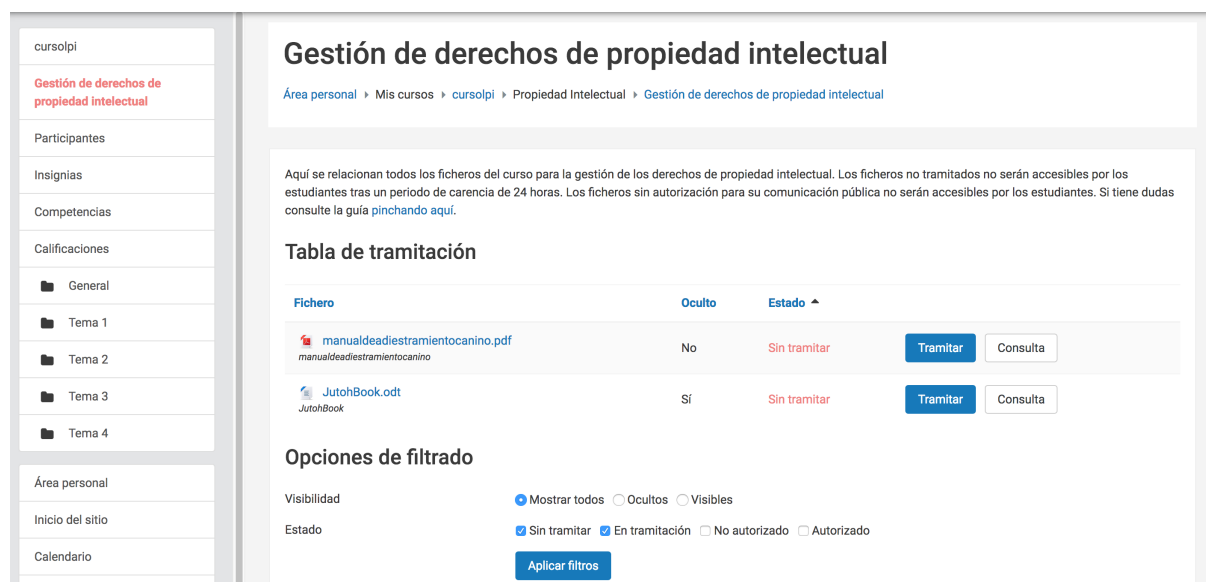 cursolpi
Gestión de derechos de
propiedad intelectual
Participantes
Insignias
Competencias
Calificaciones
General
Tema 1
Tema 2
Tema 3
Tema 4
Área personal
Inicio del sitio
Calendario
Gestión de derechos de propiedad intelectual
Área personal Mis cursos cursolpi Propiedad Intelectual Gestión de derechos de propiedad intelectual
Aquí se relacionan todos los ficheros del curso para la gestión de los derechos de propiedad intelectual. Los ficheros no tramitados no serán accesibles por los
estudiantes tras un periodo de carencia de 24 horas. Los ficheros sin autorización para su comunicación pública no serán accesibles por los estudiantes. Si tiene dudas
consulte la guía pinchando aquí.
Tabla de tramitación
Fichero Oculto Estado
manualdeadiestramientocanino.pdf No Sin tramitar Tramitar Consulta
manualdeadiestramientocanino
JutohBook.odt Sí Sin tramitar Tramitar Consulta
JutohBook
Opciones de filtrado
Visibilidad Mostrar todos Ocultos Visibles
Estado Sin tramitar En tramitación No autorizado Autorizado
Aplicar filtros